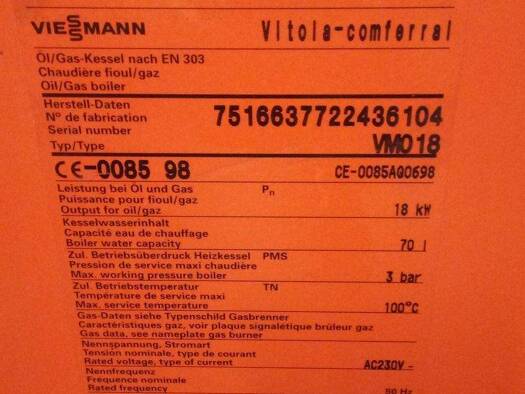 VIESSMANN Vitola-comferral
Öl/Gas-Kessel nach EN 303
Chaudière fioul/gaz
Oil/Gas boiler
Herstell-Daten
N° de fabrication 7516637722436104
Serial number
Typ/Type VM018
CE-0085 98 CE-0085AQ0698
Leistung bei Öl und Gas Pn
Puissance pour fioul/gaz
Output for oil/gaz 18 kW
Kesselwasserinhalt
Capacité eau de chauffage
Boiler water capacity 70 l
Zul. Betriebsüberdruck Heizkessel PMS
Pression de service maxi chaudière
Max. working pressure boiler 3 bar
Zul. Betriebstemperatur TN
Température de service maxi
Max. service temperature 100°C
Gas-Daten siehe Typenschild Gasbrenner
Caractéristiques gaz, voir plaque signalétique brûleur gaz
Gas data, see nameplate gas burner
Nennspannung, Stromart
Tension nominale, type de courant
Rated voltage, type of current AC230V~
Nennfrequenz
Fréquence nominale
Rated frequency 50 Hz